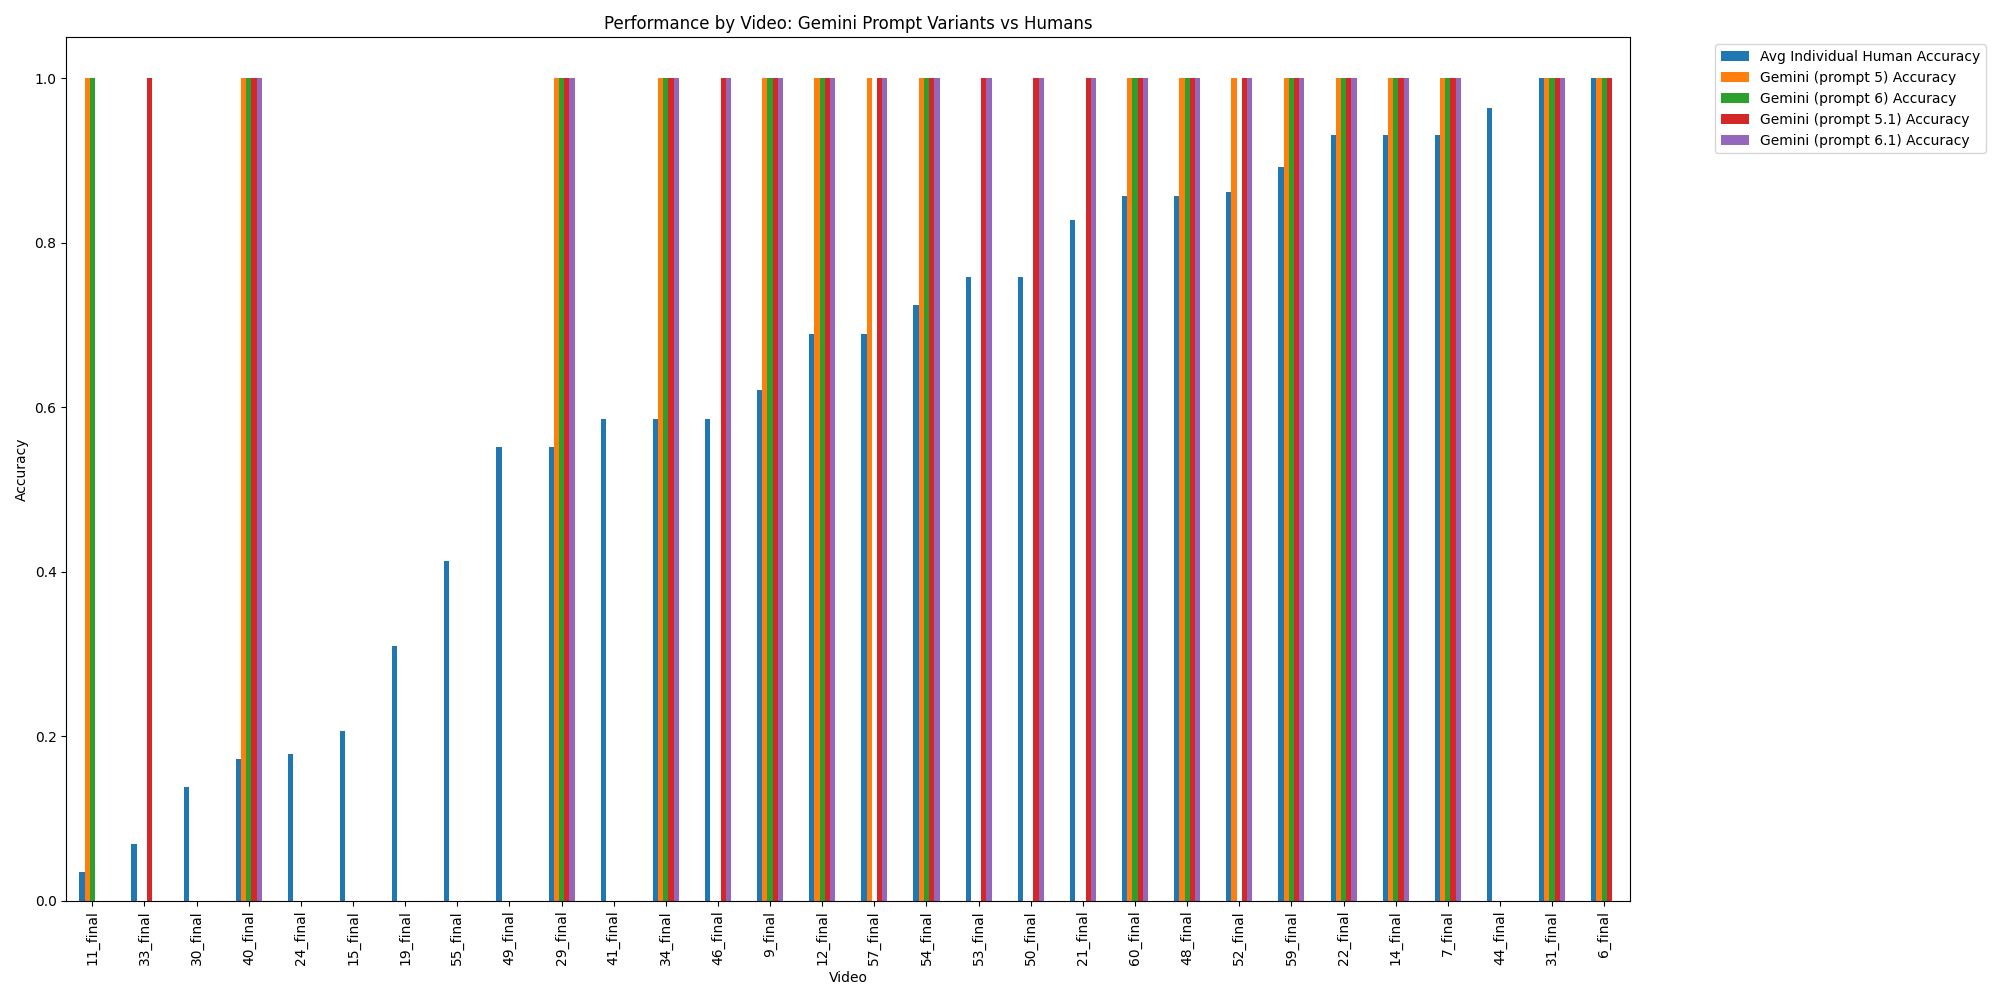 Performance by Video: Gemini Prompt Variants vs Humans
Avg Individual Human Accuracy
Gemini (prompt 5) Accuracy
Gemini (prompt 6) Accuracy
Gemini (prompt 5.1) Accuracy
Gemini (prompt 6.1) Accuracy
Accuracy
1.0
0.8
0.6
0.4
0.2
0.0
11_final
33_final
30_final
40_final
24_final
15_final
19_final
55_final
49_final
29_final
41_final
34_final
46_final
9_final
12_final
57_final
54_final
53_final
50_final
21_final
60_final
48_final
52_final
59_final
22_final
14_final
7_final
44_final
31_final
6_final
Video